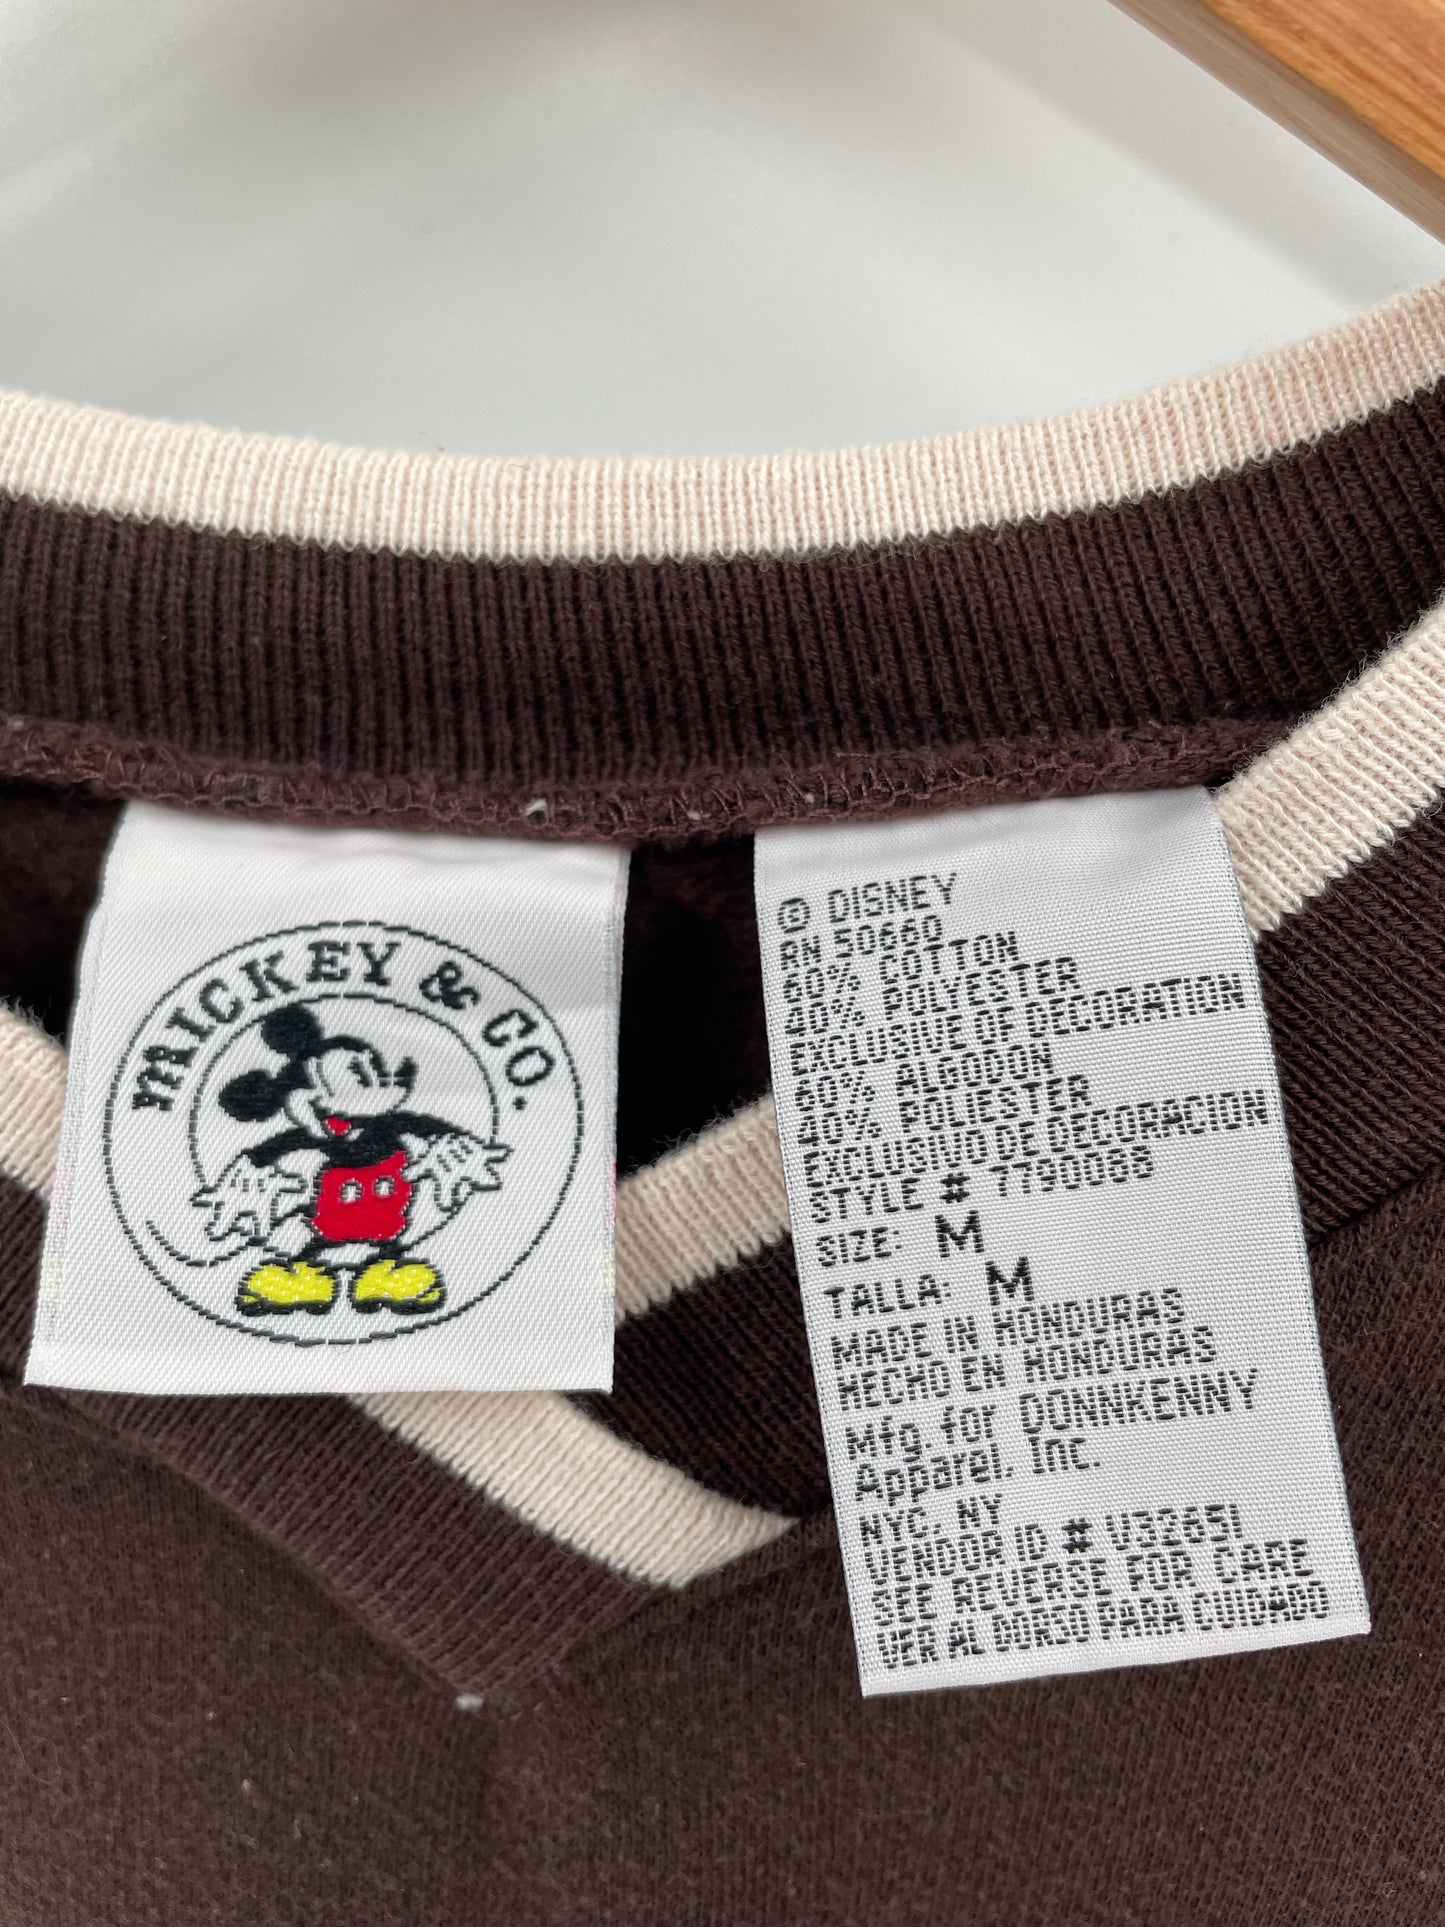 MICKEY & CO.
© DISNEY
RN 50660
60% COTTON
40% POLYESTER
EXCLUSIVE OF DECORATION
60% ALGODON
40% POLIESTER
EXCLUSIVO DE DECORACION
STYLE # 7790088
SIZE: M
TALLA: M
MADE IN HONDURAS
HECHO EN HONDURAS
Mfg. for DONNKENNY
Apparel, Inc.
NYC, NY
VENDOR ID # V32651
SEE REVERSE FOR CARE
VER AL DORSO PARA CUIDADO